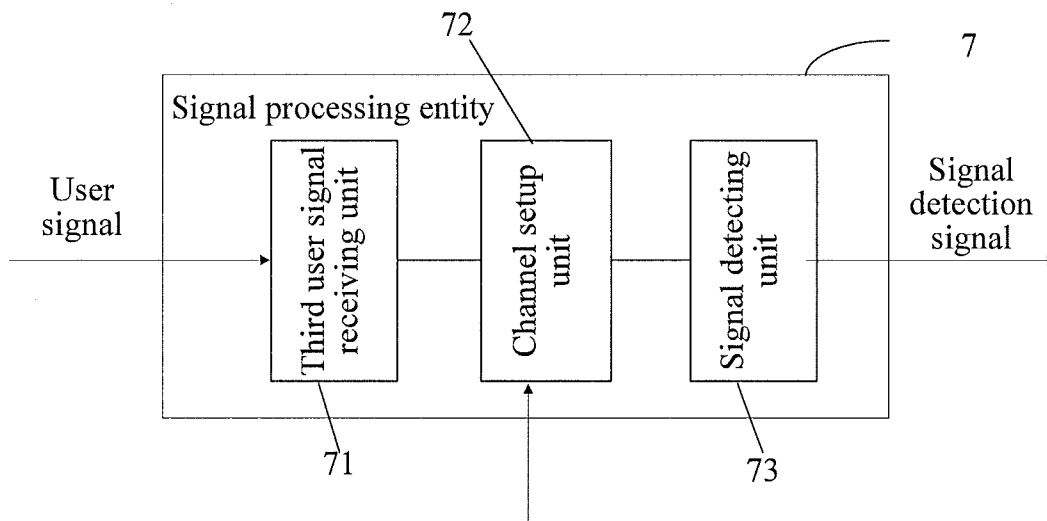 72
7
Signal processing entity
User
signal
Third user signal
receiving unit
Channel setup
unit
Signal detecting
unit
Signal
detection
signal
71
73